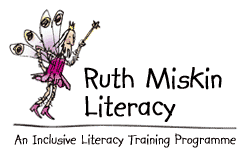 Ruth Miskin
Literacy
An Inclusive Literacy Training Programme